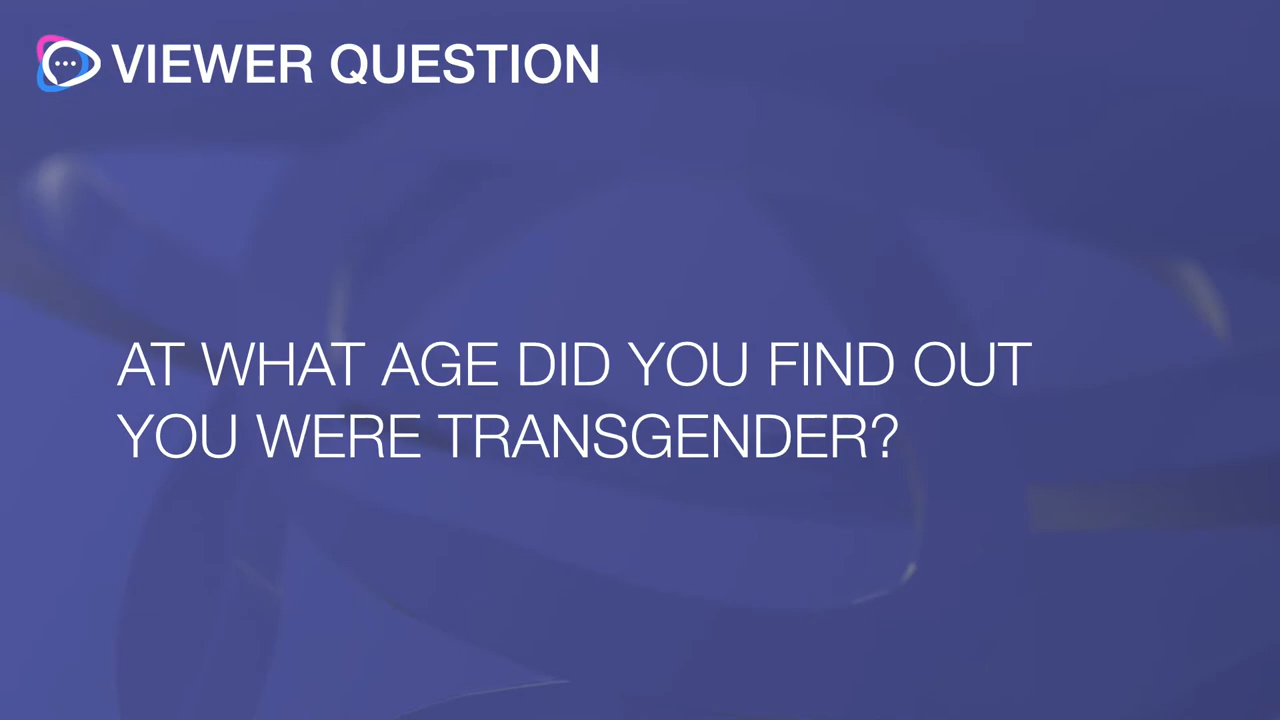 VIEWER QUESTION
AT WHAT AGE DID YOU FIND OUT
YOU WERE TRANSGENDER?